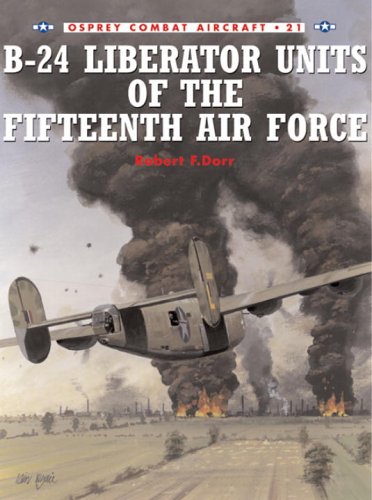 OSPREY COMBAT AIRCRAFT • 21
B-24 LIBERATOR UNITS
OF THE
FIFTEENTH AIR FORCE
Robert F.Dorr